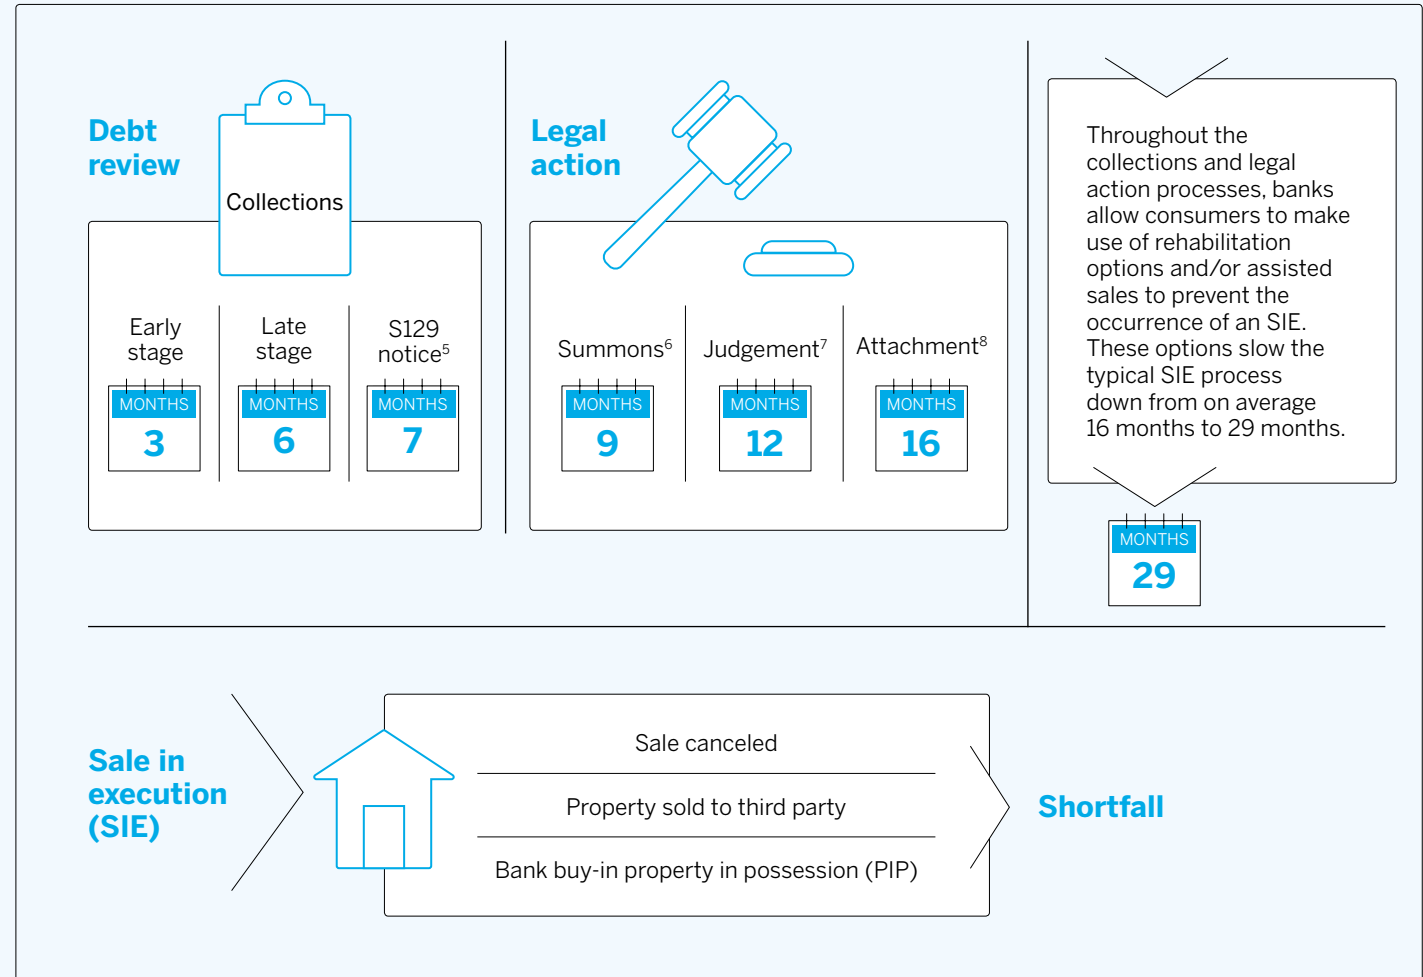 Debt
review
Collections
Early
stage
MONTHS
3
Late
stage
MONTHS
6
S129
notice5
MONTHS
7
Legal
action
Summons6
MONTHS
9
Judgement7
MONTHS
12
Attachment8
MONTHS
16
Throughout the
collections and legal
action processes, banks
allow consumers to make
use of rehabilitation
options and/or assisted
sales to prevent the
occurrence of an SIE.
These options slow the
typical SIE process
down from on average
16 months to 29 months.
MONTHS
29
Sale in
execution
(SIE)
Sale canceled
Property sold to third party
Bank buy-in property in possession (PIP)
Shortfall